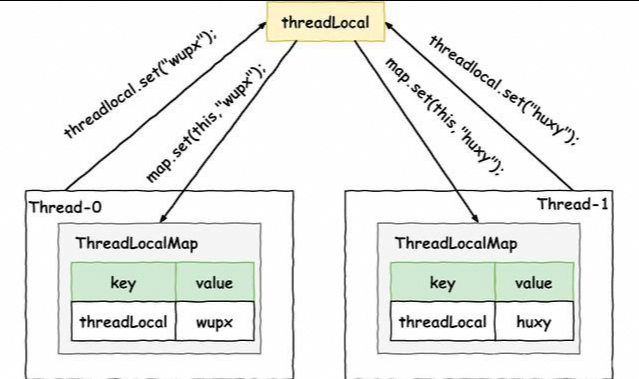 threadLocal
threadlocal.set("wupx");
map.set(this,"wupx");
map.set(this, "huxy");
threadlocal.set("huxy");
Thread-0
ThreadLocalMap
key value
threadLocal wupx
Thread-1
ThreadLocalMap
key value
threadLocal huxy